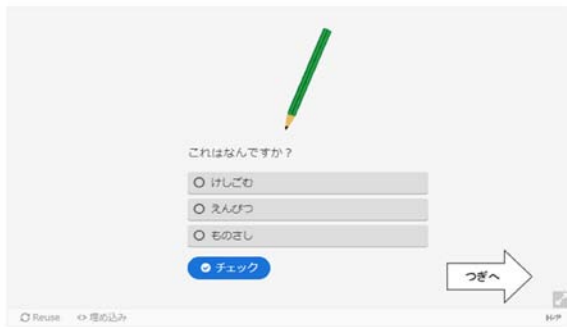 これはなんですか？
けしごむ
えんぴつ
ものさし
チェック
つぎへ
Reuse
埋め込み
H-P